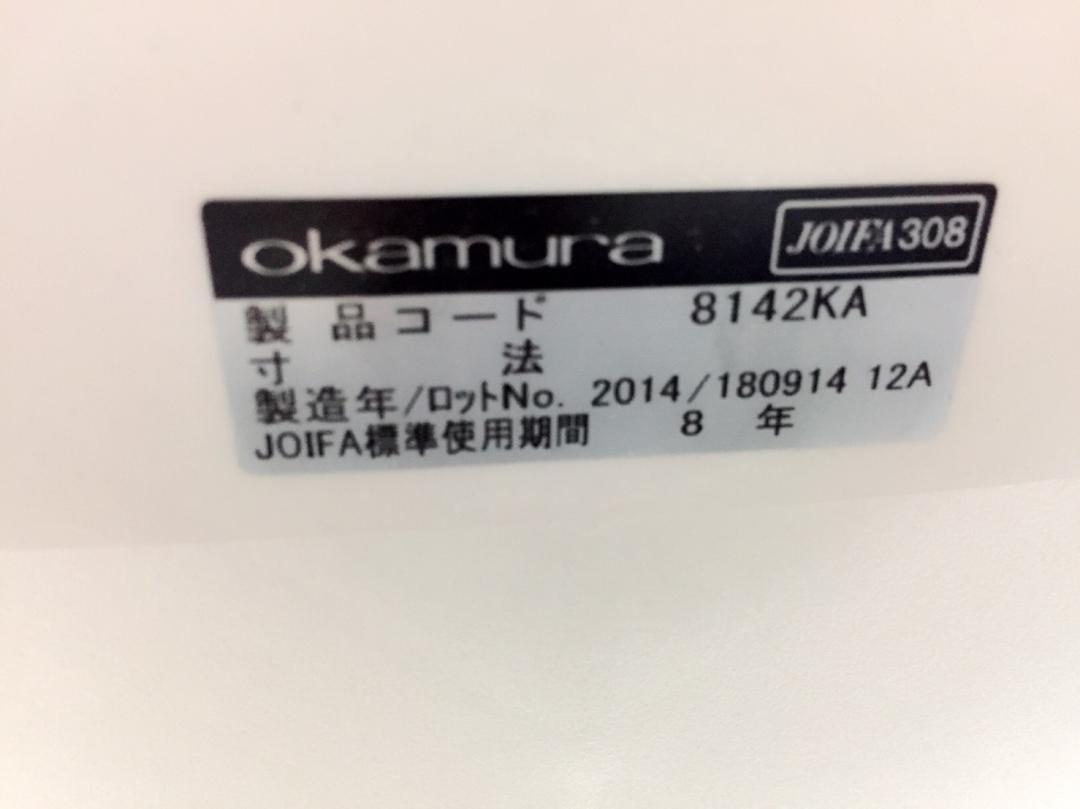 okamura JOIFA308
製品コード 8142KA
寸法
製造年/ロットNo. 2014/180914 12A
JOIFA標準使用期間 8 年